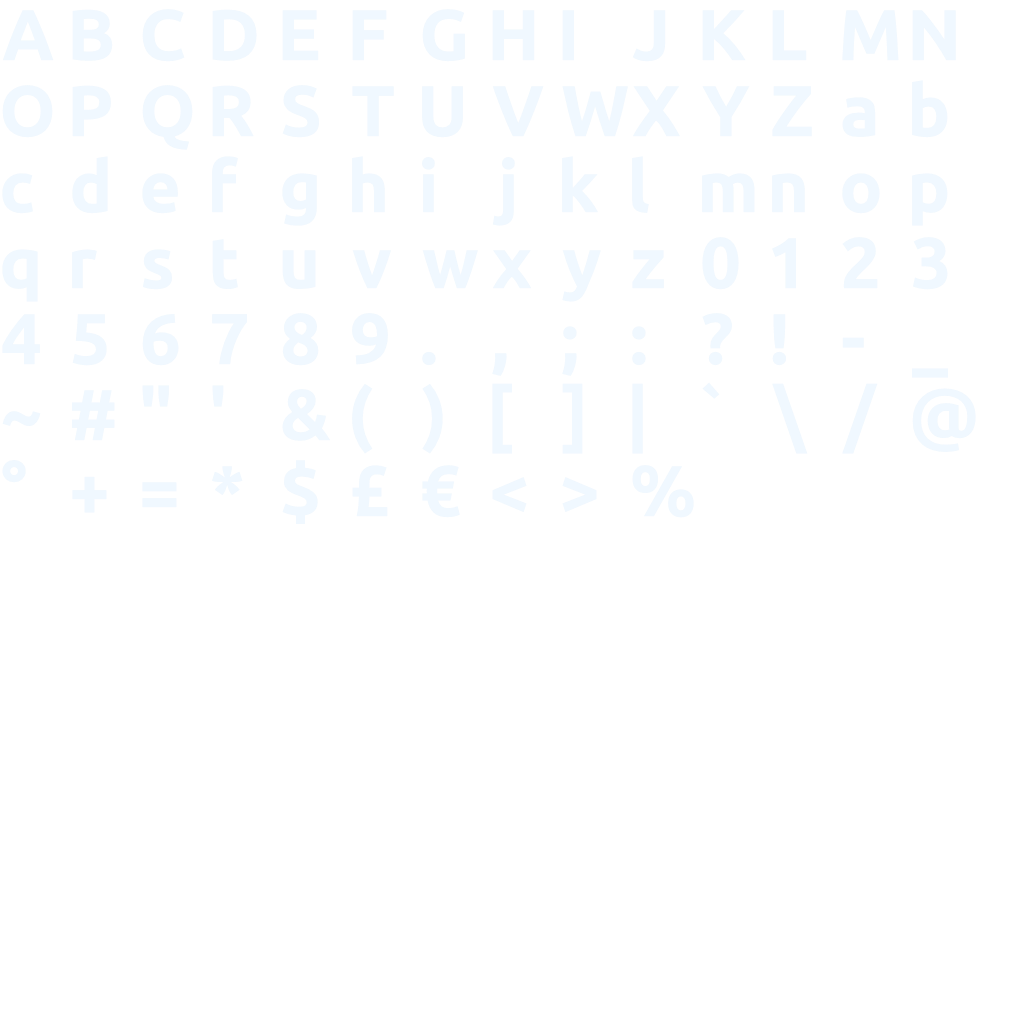 A B C D E F G H I J K L M N
O P Q R S T U V W X Y Z a b
c d e f g h i j k l m n o p
q r s t u v w x y z 0 1 2 3
4 5 6 7 8 9 . , ; : ? ! - _
~ # " ' & ( ) [ ] | ` \ / @
° + = * $ £ € < > %